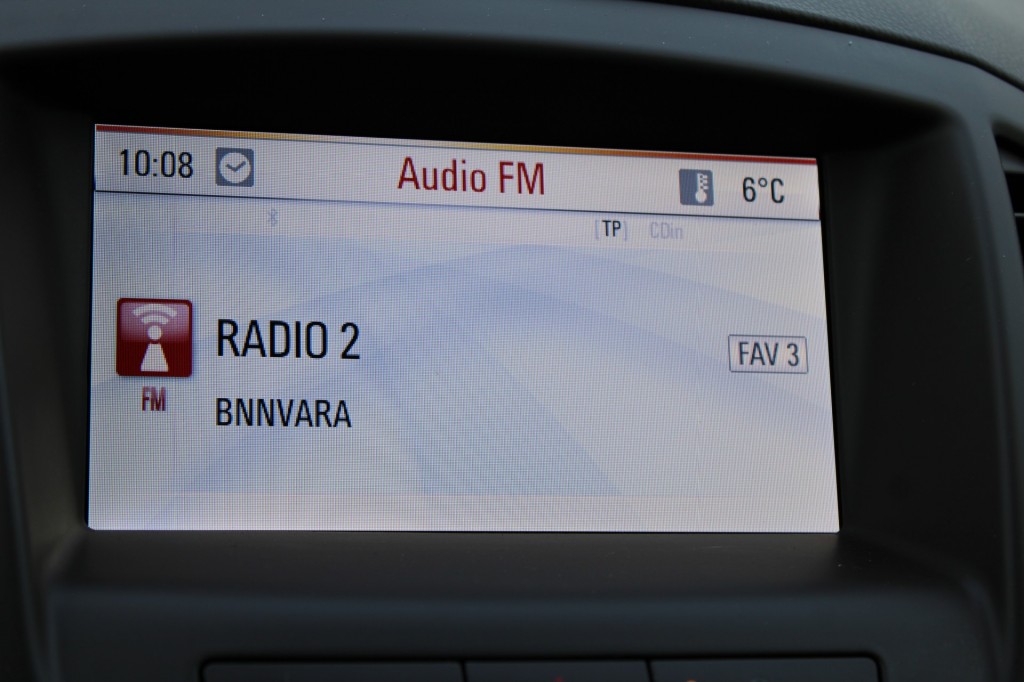 10:08 Audio FM 6°C
[TP] CDin
RADIO 2 FAV 3
FM
BNNVARA